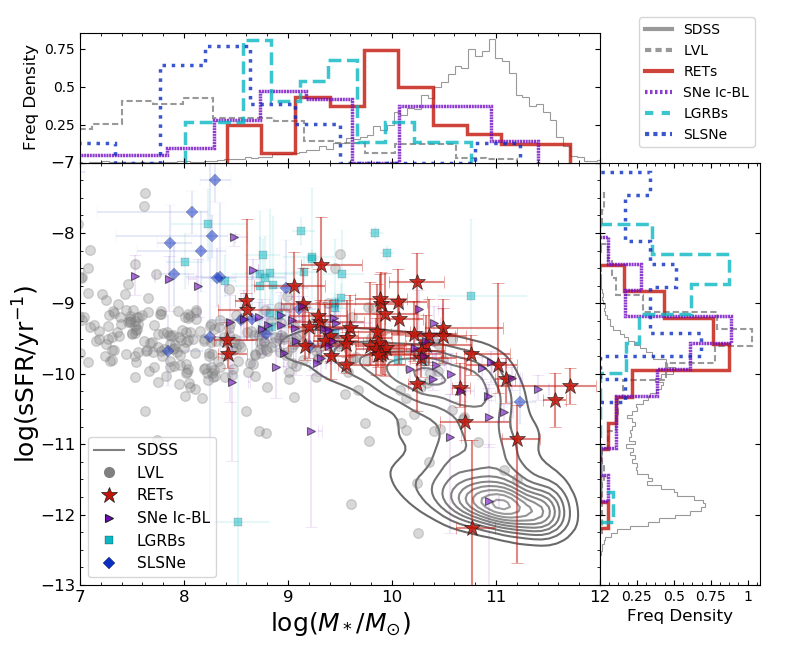 SDSS
LVL
RETs
SNe Ic-BL
LGRBs
SLSNe
Freq Density
0.75
0.5
0.25
−7
−8
−9
−10
−11
−12
−13
log(sSFR/yr⁻¹)
SDSS
LVL
RETs
SNe Ic-BL
LGRBs
SLSNe
7 8 9 10 11 12
log(M*/M⊙)
0.25 0.5 0.75 1
Freq Density